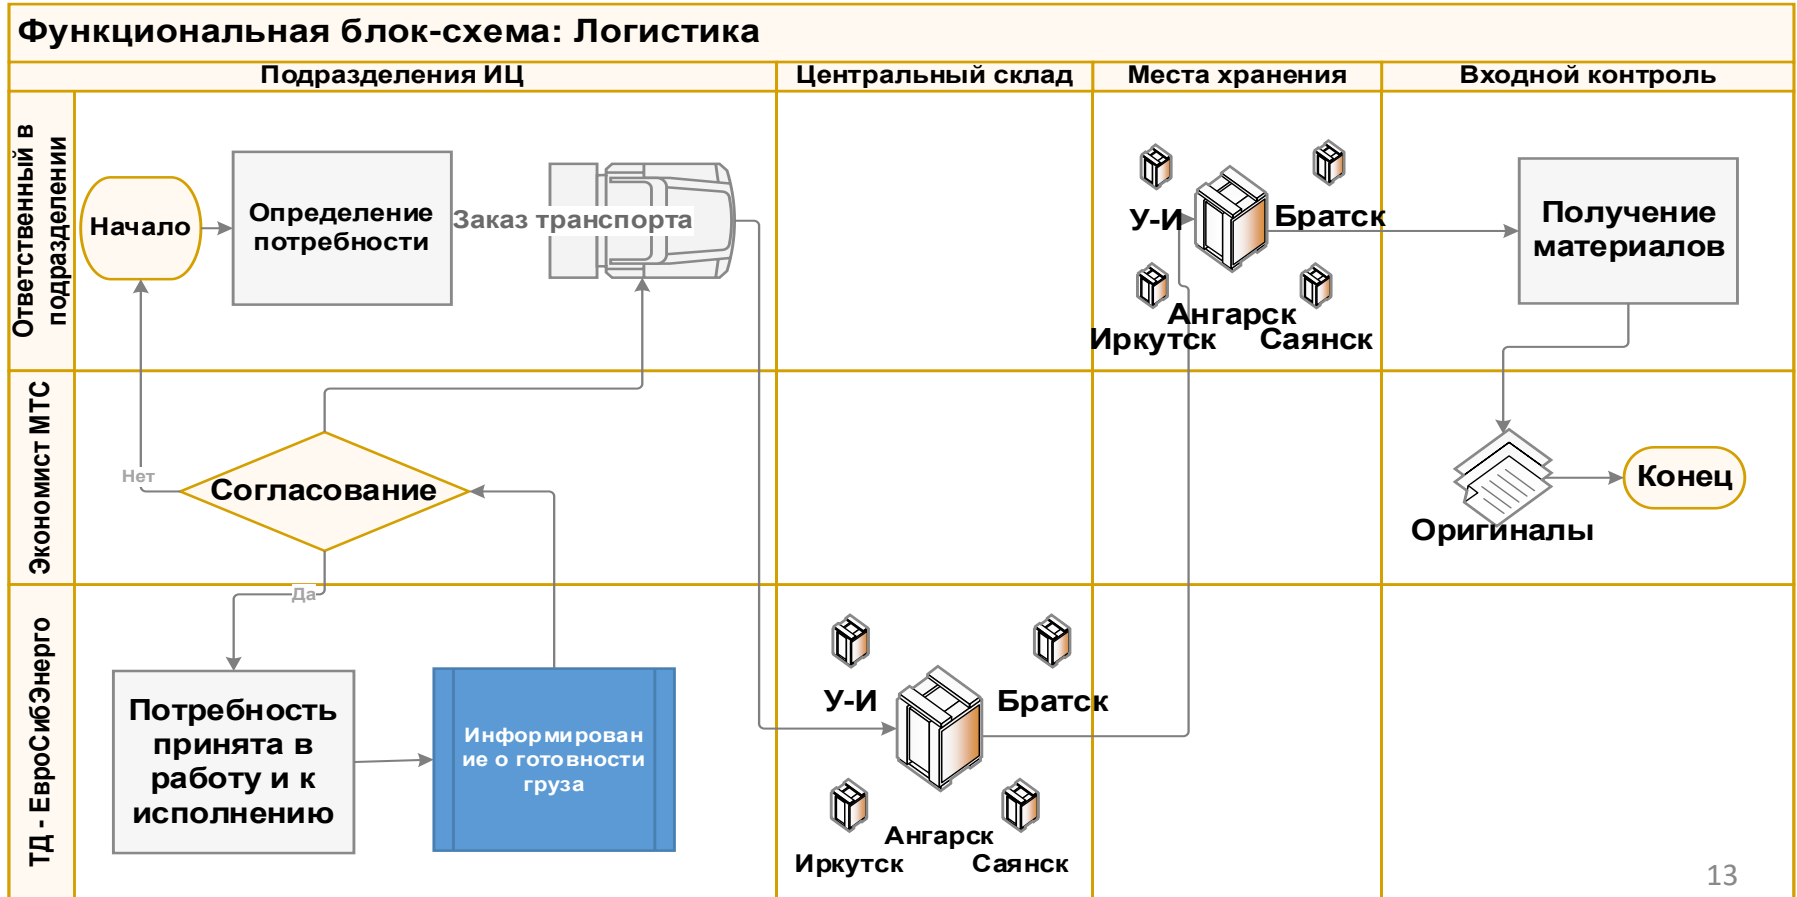 Функциональная блок-схема: Логистика
Подразделения ИЦ
Центральный склад
Места хранения
Входной контроль
Ответственный в
подразделении
Начало
Определение
потребности
Заказ транспорта
У-И
Братск
Ангарск
Иркутск
Саянск
Получение
материалов
Экономист МТС
Нет
Согласование
Да
Оригиналы
Конец
ТД - ЕвроСибЭнерго
Потребность
принята в
работу и к
исполнению
Информирован
ие о готовности
груза
У-И
Братск
Ангарск
Иркутск
Саянск
13